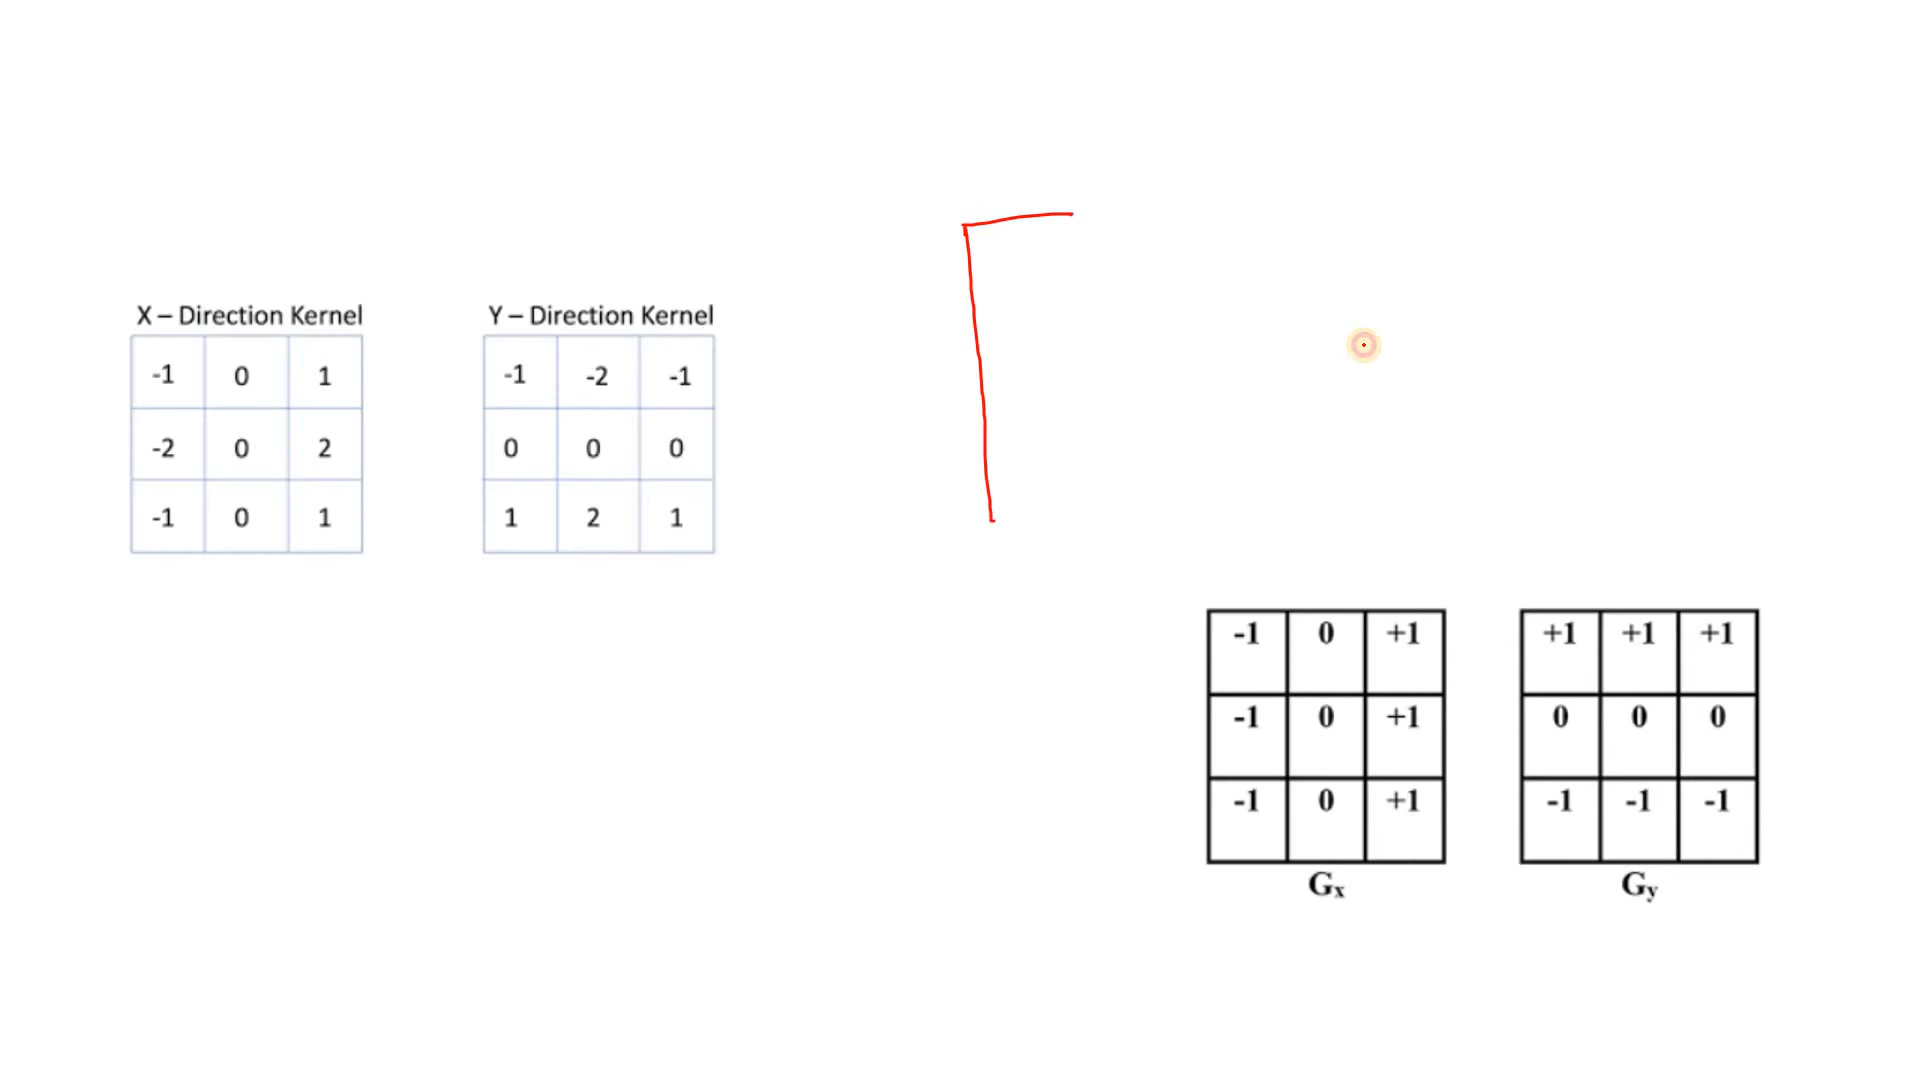 X – Direction Kernel
-1 0 1
-2 0 2
-1 0 1
Y – Direction Kernel
-1 -2 -1
0 0 0
1 2 1
-1 0 +1
-1 0 +1
-1 0 +1
Gx
+1 +1 +1
0 0 0
-1 -1 -1
Gy